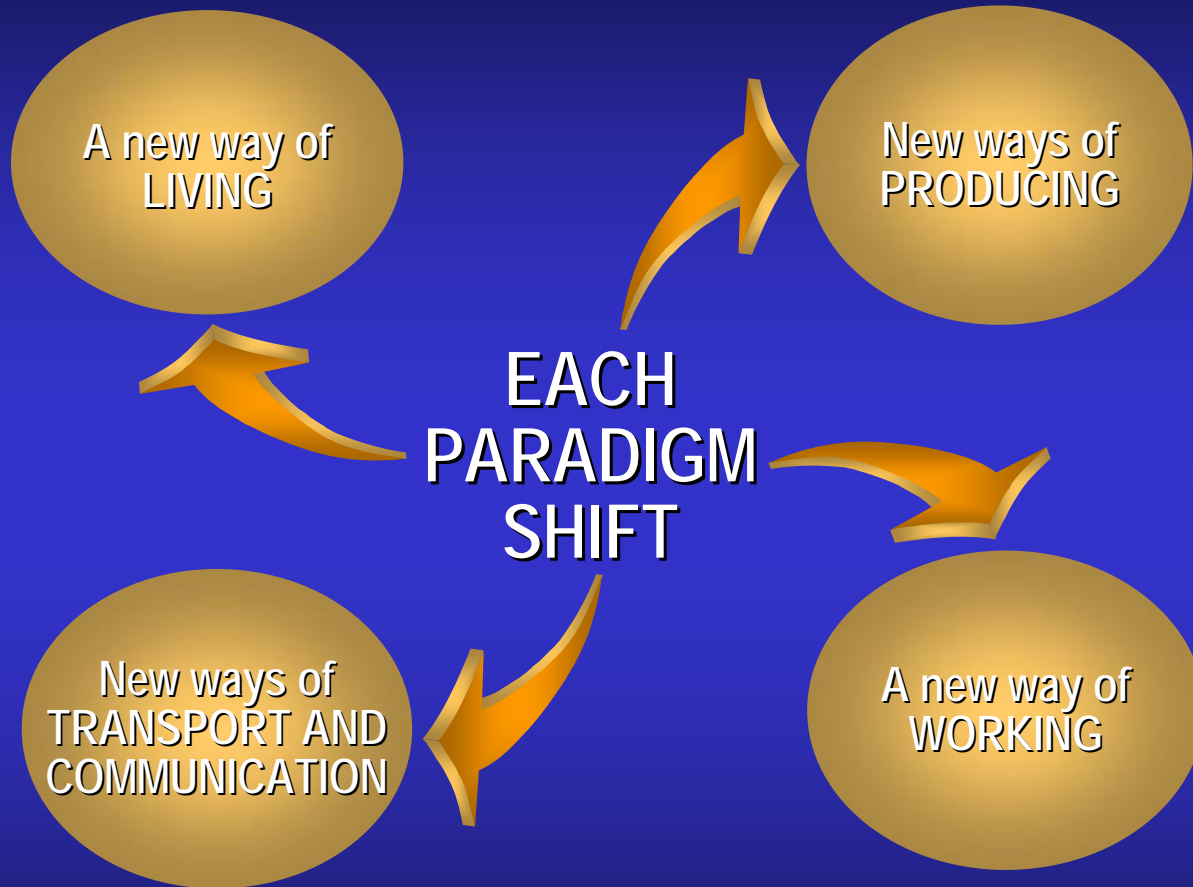 A new way of
LIVING
New ways of
PRODUCING
EACH
PARADIGM
SHIFT
New ways of
TRANSPORT AND
COMMUNICATION
A new way of
WORKING